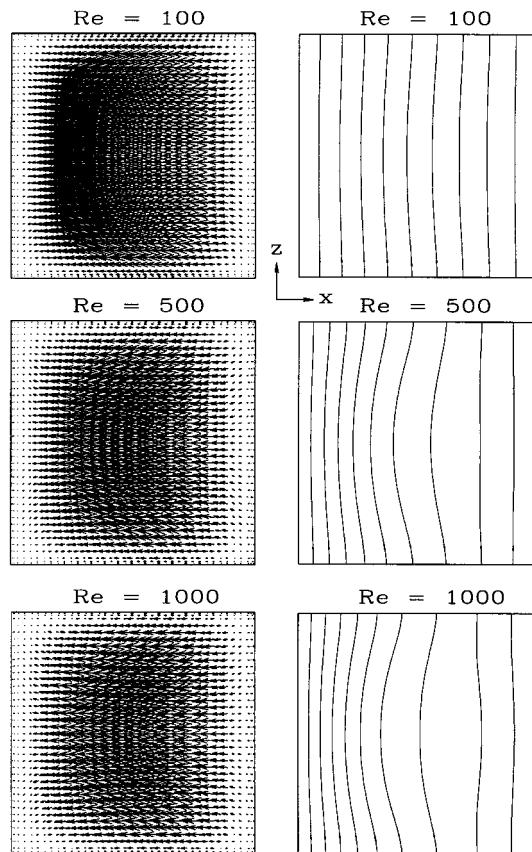 Re = 100
Re = 100
z
x
Re = 500
Re = 500
Re = 1000
Re = 1000